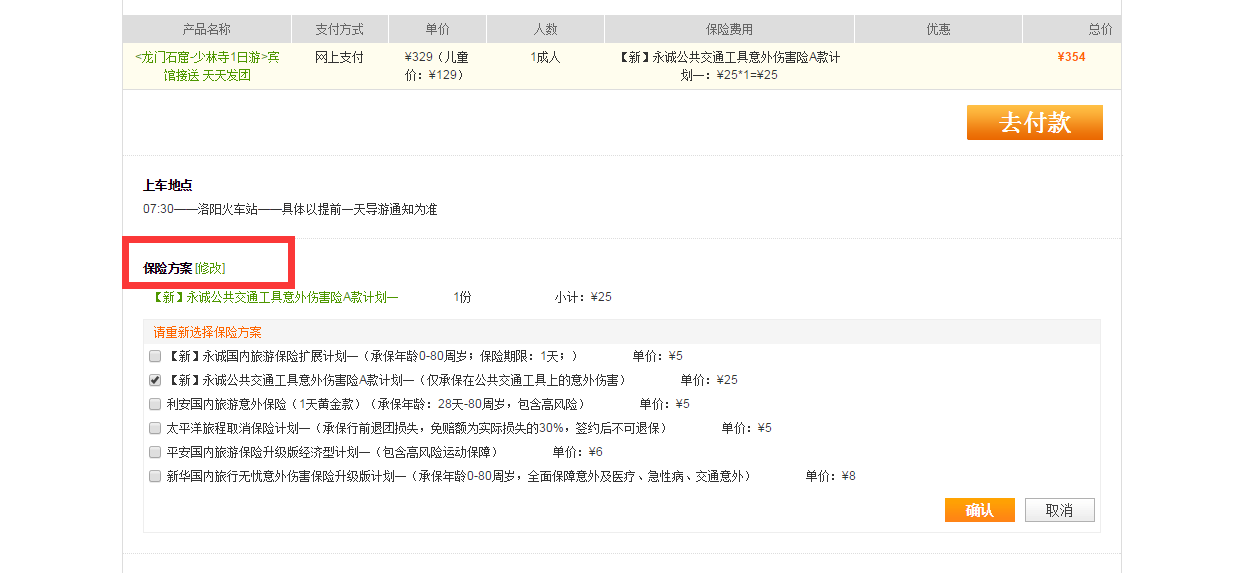 产品名称 支付方式 单价 人数 保险费用 优惠 总价
<龙门石窟-少林寺1日游>宾 网上支付 ¥329（儿童 1成人 【新】永诚公共交通工具意外伤害险A款计 ¥354
馆接送 天天发团 价：¥129） 划一：¥25*1=¥25
去付款
上车地点
07:30——洛阳火车站——具体以提前一天导游通知为准
保险方案 [修改]
【新】永诚公共交通工具意外伤害险A款计划一 1份 小计：¥25
请重新选择保险方案
【新】永诚国内旅游保险扩展计划一（承保年龄0-80周岁；保险期限：1天；） 单价：¥5
【新】永诚公共交通工具意外伤害险A款计划一（仅承保在公共交通工具上的意外伤害） 单价：¥25
利安国内旅游意外保险（1天黄金款）（承保年龄：28天-80周岁，包含高风险） 单价：¥5
太平洋旅程取消保险计划一（承保行前退团损失，免赔额为实际损失的30%，签约后不可退保） 单价：¥5
平安国内旅游保险升级版经济型计划一（包含高风险运动保障） 单价：¥6
新华国内旅行无忧意外伤害保险升级版计划一（承保年龄0-80周岁，全面保障意外及医疗、急性病、交通意外） 单价：¥8
确认 取消